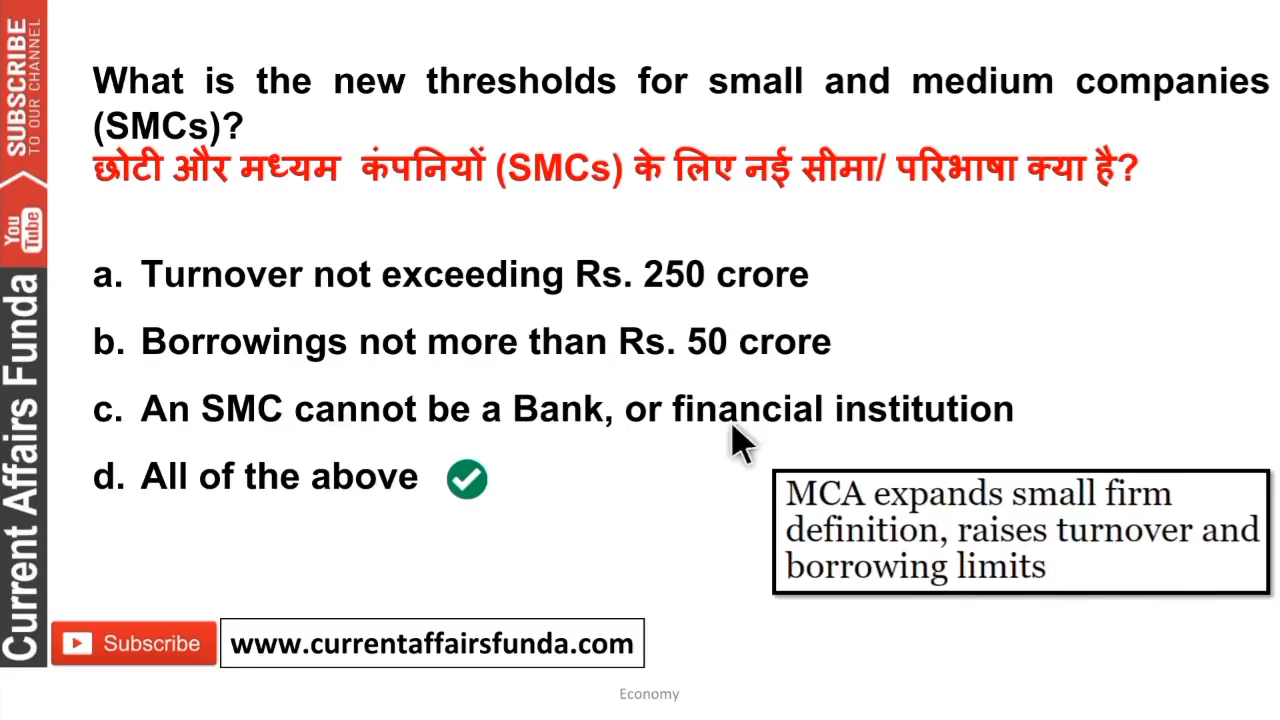 What is the new thresholds for small and medium companies
(SMCs)?
छोटी और मध्यम कंपनियों (SMCs) के लिए नई सीमा/ परिभाषा क्या है?
a. Turnover not exceeding Rs. 250 crore
b. Borrowings not more than Rs. 50 crore
c. An SMC cannot be a Bank, or financial institution
d. All of the above
MCA expands small firm
definition, raises turnover and
borrowing limits
SUBSCRIBE
TO OUR CHANNEL
You
Tube
Current Affairs Funda
Subscribe
www.currentaffairsfunda.com
Economy